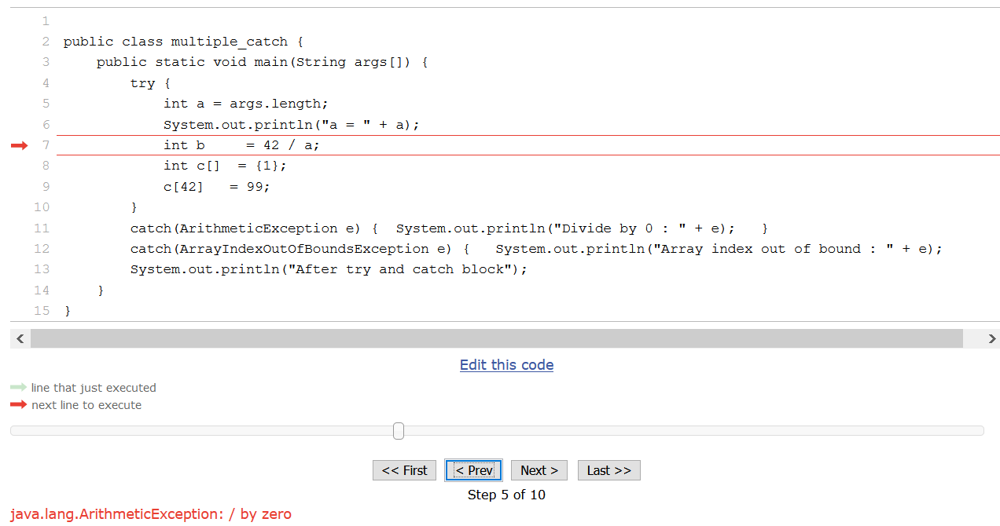 1
2 public class multiple_catch {
3     public static void main(String args[]) {
4         try {
5             int a = args.length;
6             System.out.println("a = " + a);
7             int b     = 42 / a;
8             int c[]  = {1};
9             c[42]   = 99;
10         }
11         catch(ArithmeticException e) {  System.out.println("Divide by 0 : " + e);   }
12         catch(ArrayIndexOutOfBoundsException e) {   System.out.println("Array index out of bound : " + e);
13         System.out.println("After try and catch block");
14     }
15 }
Edit this code
line that just executed
next line to execute
<< First < Prev Next > Last >>
Step 5 of 10
java.lang.ArithmeticException: / by zero